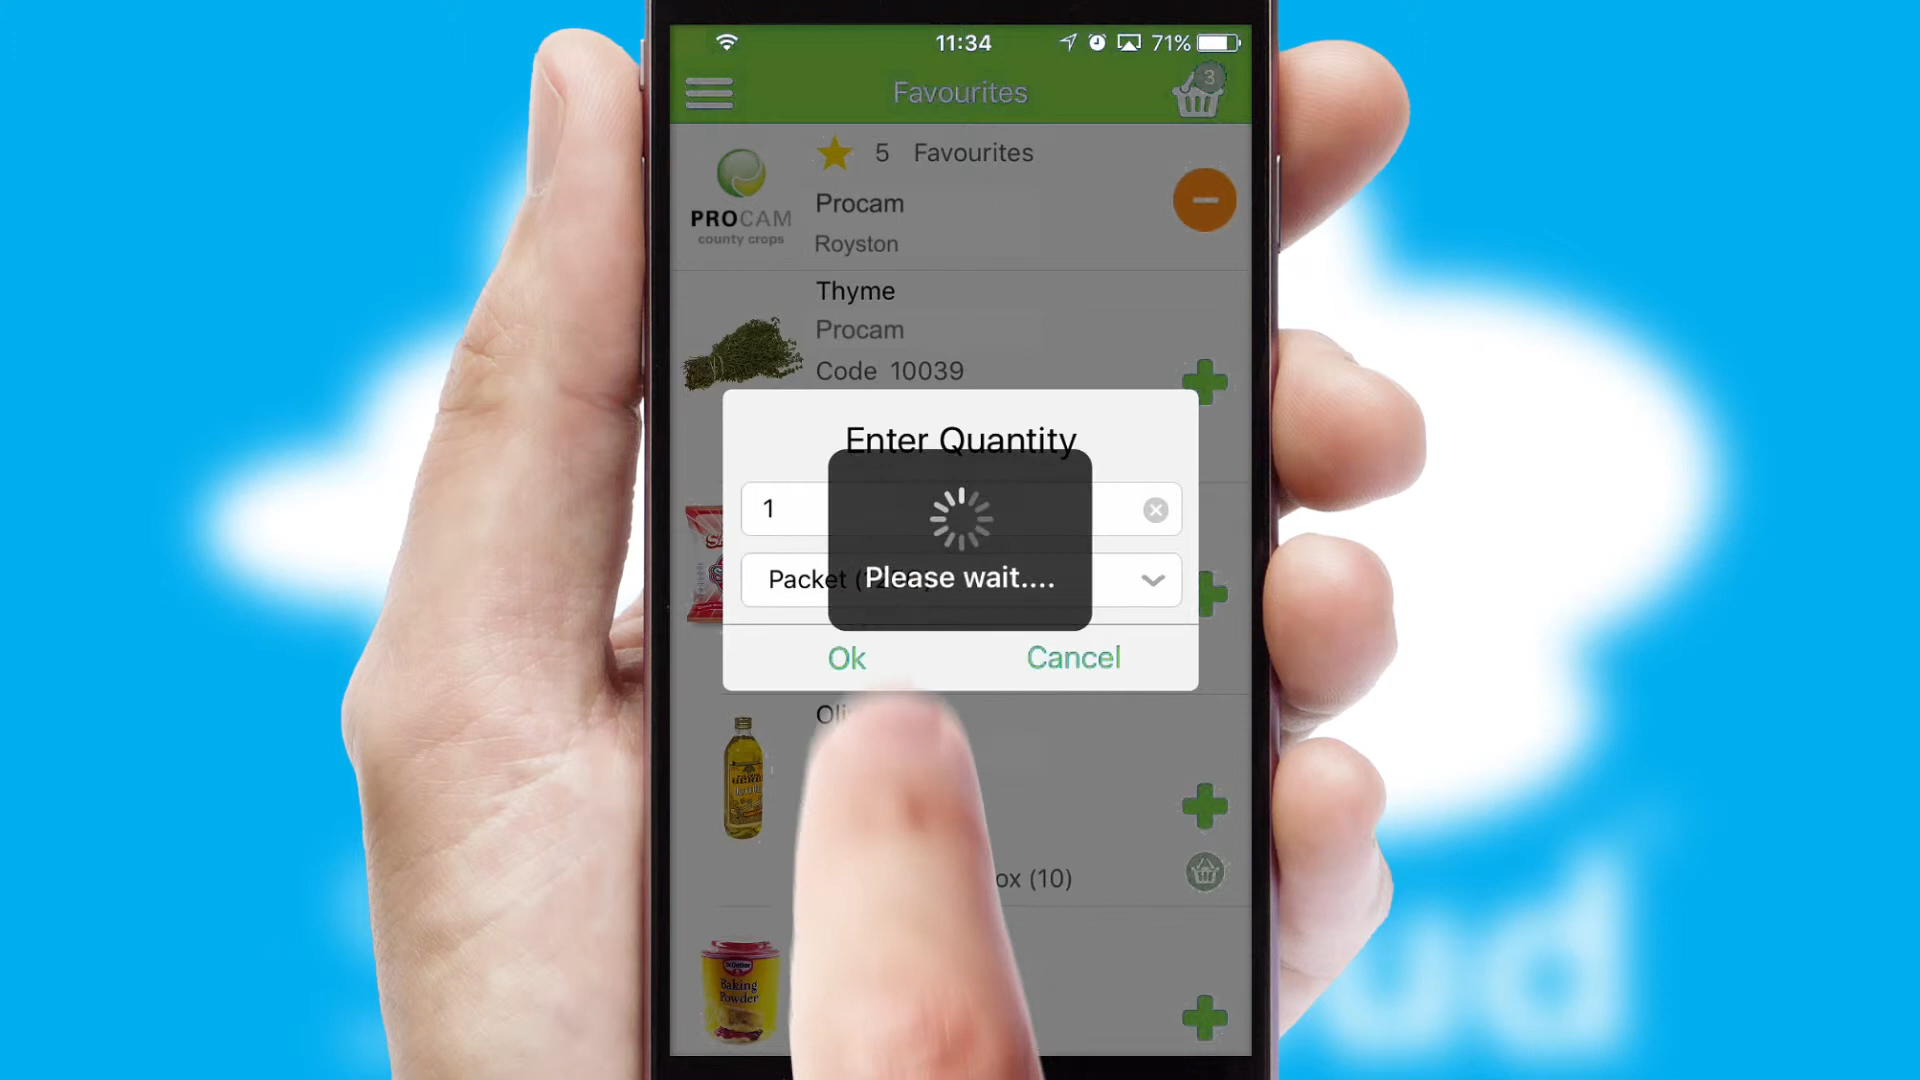 11:34
71%
Favourites
3
5 Favourites
PROCAM
county crops
Procam
Royston
Thyme
Procam
Code 10039
Enter Quantity
1
Packet
Please wait....
Ok
Cancel
ox (10)
Baking
Powder
ud